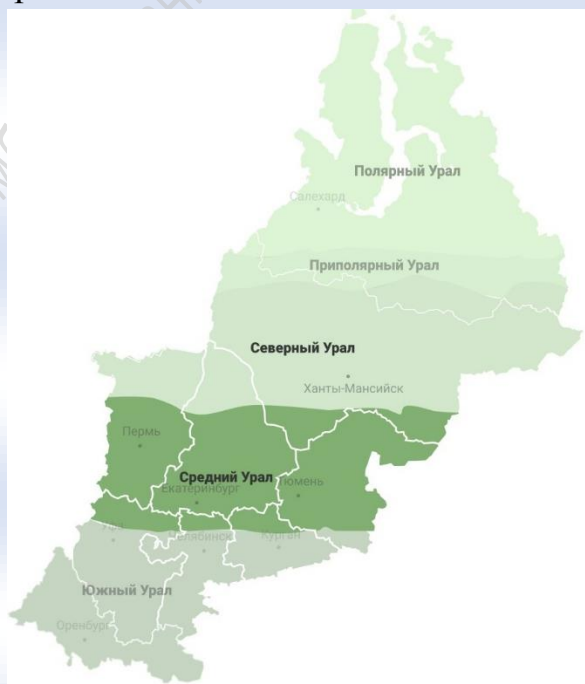 Полярный Урал
Салехард
Приполярный Урал
Северный Урал
Ханты-Мансийск
Пермь
Средний Урал
Екатеринбург
Тюмень
Уфа
Челябинск
Курган
Южный Урал
Оренбург